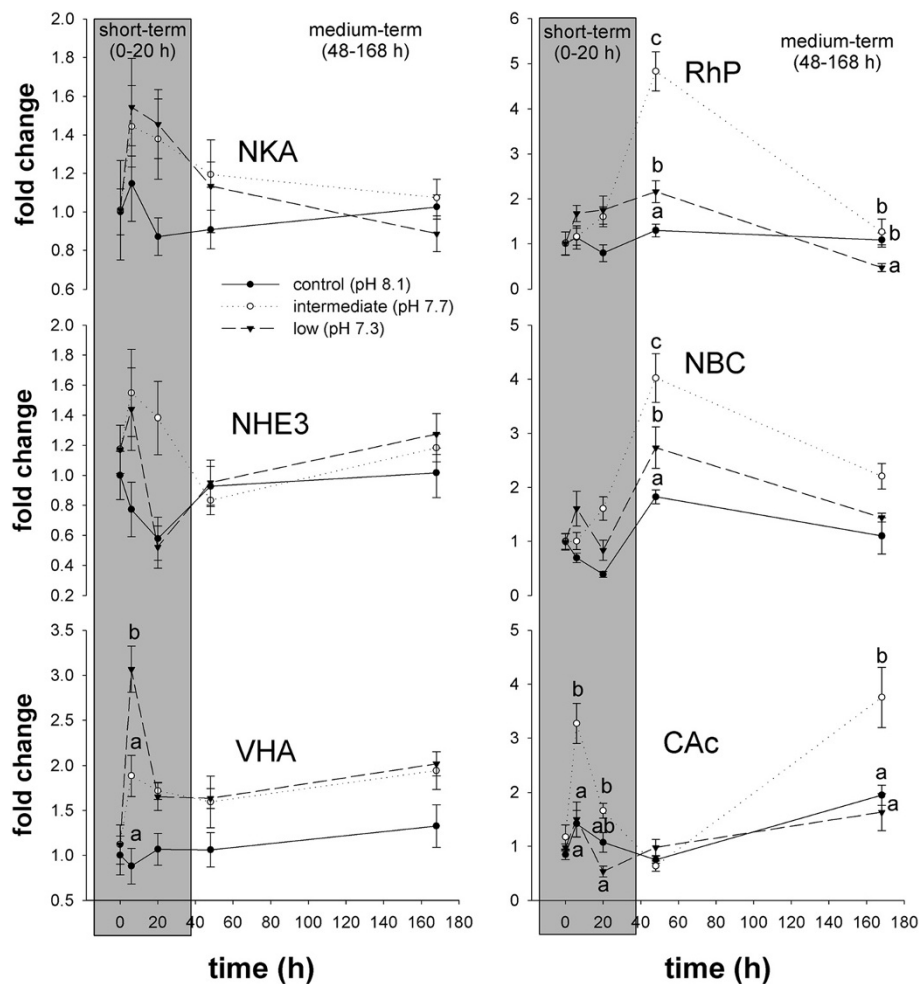 short-term
(0-20 h)
medium-term
(48-168 h)
NKA
2.0
1.8
1.6
1.4
1.2
1.0
0.8
0.6
fold change
control (pH 8.1)
intermediate (pH 7.7)
low (pH 7.3)
NHE3
2.0
1.8
1.6
1.4
1.2
1.0
0.8
0.6
0.4
0.2
fold change
VHA
b
a
a
3.5
3.0
2.5
2.0
1.5
1.0
0.5
fold change
0 20 40 60 80 100 120 140 160 180
time (h)
short-term
(0-20 h)
medium-term
(48-168 h)
RhP
c
b
a
b
b
a
6
5
4
3
2
1
0
NBC
c
b
a
5
4
3
2
1
0
CAc
b
a
a
b
ab
a
b
a
a
5
4
3
2
1
0
0 20 40 60 80 100 120 140 160 180
time (h)